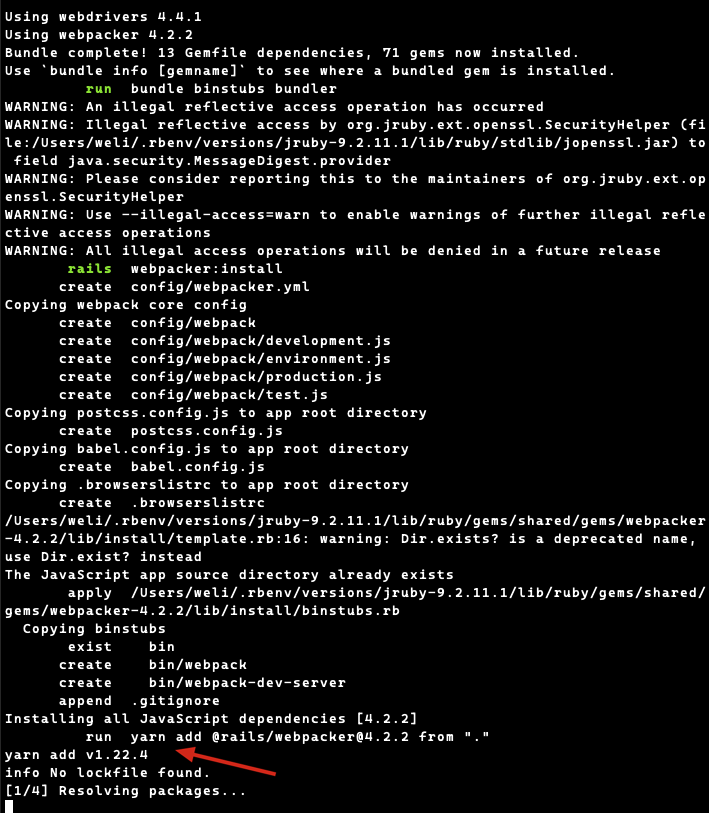 Using webdrivers 4.4.1
Using webpacker 4.2.2
Bundle complete! 13 Gemfile dependencies, 71 gems now installed.
Use `bundle info [gemname]` to see where a bundled gem is installed.
run  bundle binstubs bundler
WARNING: An illegal reflective access operation has occurred
WARNING: Illegal reflective access by org.jruby.ext.openssl.SecurityHelper (fi
le:/Users/weli/.rbenv/versions/jruby-9.2.11.1/lib/ruby/stdlib/jopenssl.jar) to
 field java.security.MessageDigest.provider
WARNING: Please consider reporting this to the maintainers of org.jruby.ext.op
enssl.SecurityHelper
WARNING: Use --illegal-access=warn to enable warnings of further illegal refle
ctive access operations
WARNING: All illegal access operations will be denied in a future release
rails  webpacker:install
create  config/webpacker.yml
Copying webpack core config
create  config/webpack
create  config/webpack/development.js
create  config/webpack/environment.js
create  config/webpack/production.js
create  config/webpack/test.js
Copying postcss.config.js to app root directory
create  postcss.config.js
Copying babel.config.js to app root directory
create  babel.config.js
Copying .browserslistrc to app root directory
create  .browserslistrc
/Users/weli/.rbenv/versions/jruby-9.2.11.1/lib/ruby/gems/shared/gems/webpacker
-4.2.2/lib/install/template.rb:16: warning: Dir.exists? is a deprecated name,
use Dir.exist? instead
The JavaScript app source directory already exists
apply  /Users/weli/.rbenv/versions/jruby-9.2.11.1/lib/ruby/gems/shared/
gems/webpacker-4.2.2/lib/install/binstubs.rb
Copying binstubs
exist    bin
create    bin/webpack
create    bin/webpack-dev-server
append  .gitignore
Installing all JavaScript dependencies [4.2.2]
run  yarn add @rails/webpacker@4.2.2 from "."
yarn add v1.22.4
info No lockfile found.
[1/4] Resolving packages...